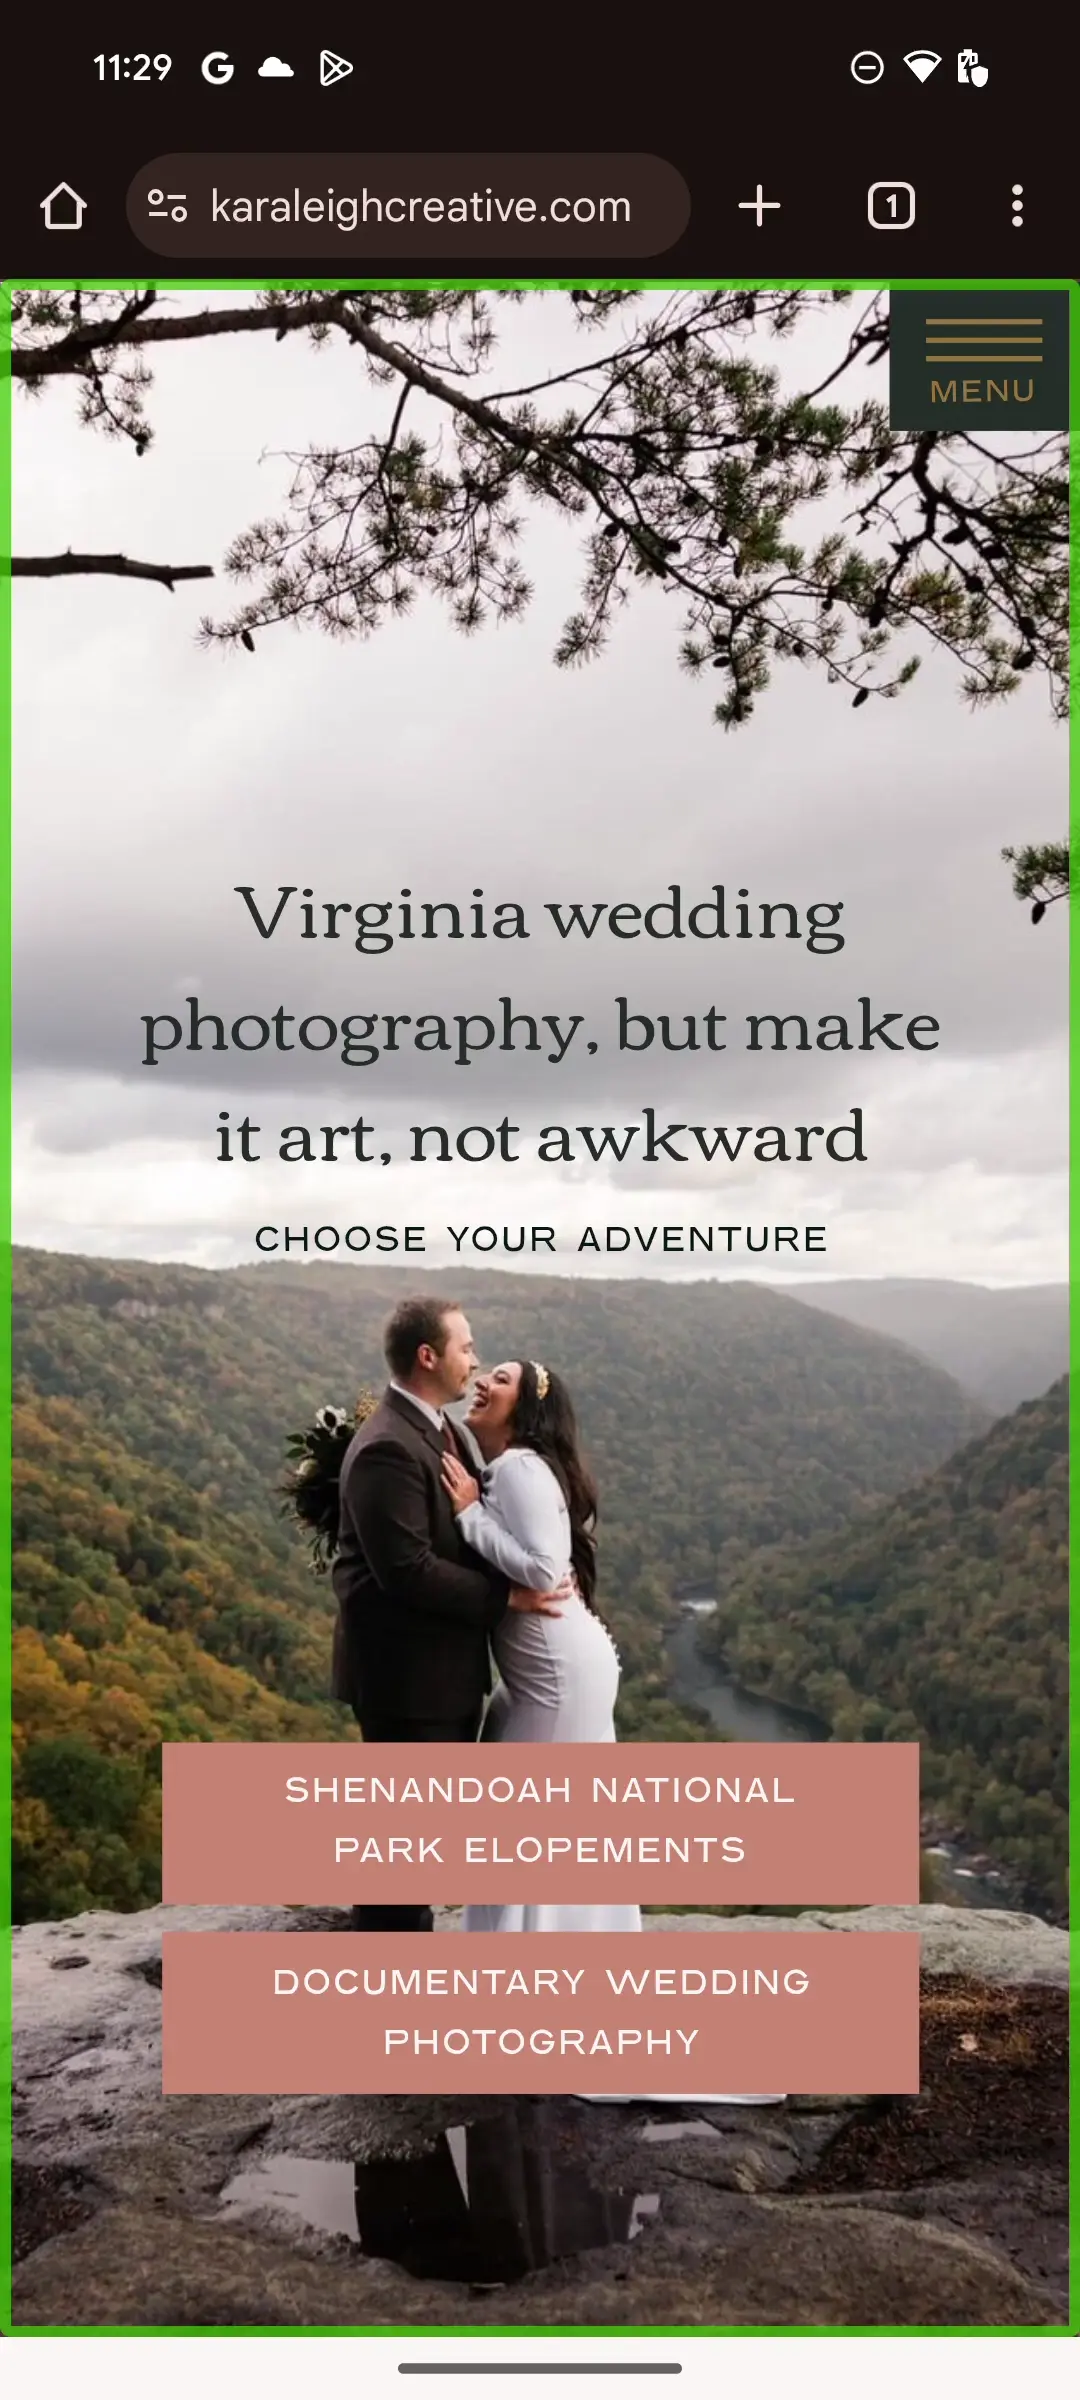 11:29
karaleighcreative.com
1
MENU
Virginia wedding
photography, but make
it art, not awkward
CHOOSE YOUR ADVENTURE
SHENANDOAH NATIONAL
PARK ELOPEMENTS
DOCUMENTARY WEDDING
PHOTOGRAPHY